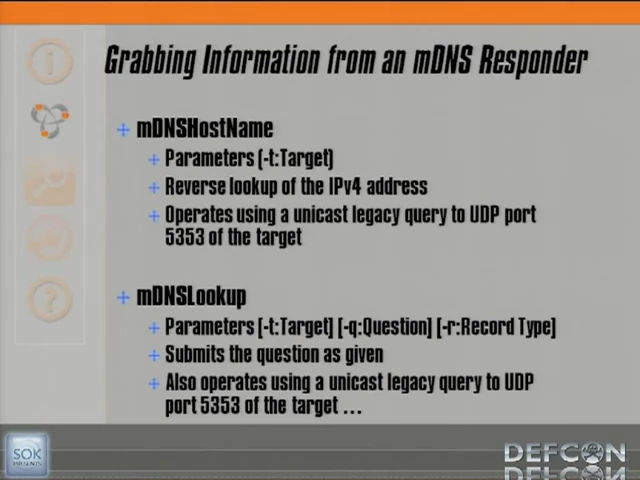 Grabbing Information from an mDNS Responder
mDNSHostName
Parameters [-t:Target]
Reverse lookup of the IPv4 address
Operates using a unicast legacy query to UDP port
5353 of the target
mDNSLookup
Parameters [-t:Target] [-q:Question] [-r:Record Type]
Submits the question as given
Also operates using a unicast legacy query to UDP
port 5353 of the target ...
SOK
PRESENTS
DEFCON